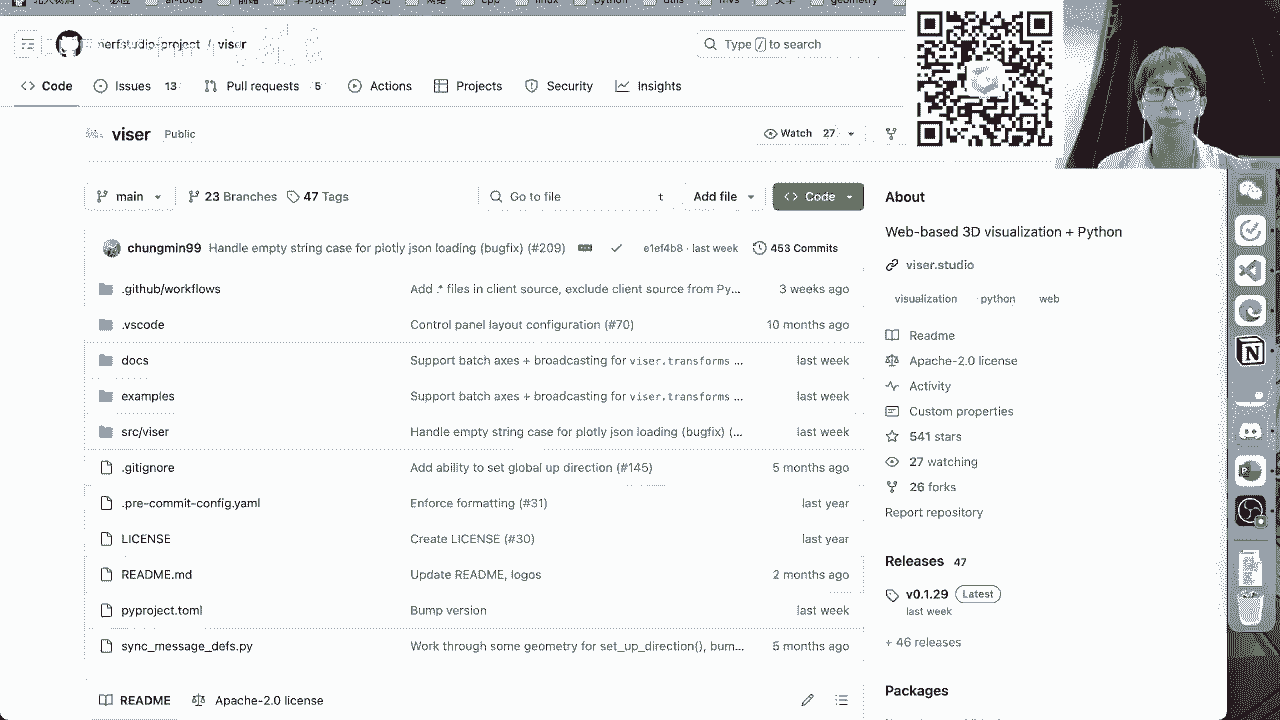 ai-tools
linux
python
utils
mvs
geometry
nerfstudio-project / viser
Type / to search
Code
Issues 13
Pull requests 5
Actions
Projects
Security
Insights
viser Public
Watch 27
main
23 Branches
47 Tags
Go to file t
Add file
Code
chungmin99 Handle empty string case for plotly json loading (bugfix) (#209)
e1ef4b8 · last week
453 Commits
.github/workflows Add .* files in client source, exclude client source from Py... 3 weeks ago
.vscode Control panel layout configuration (#70) 10 months ago
docs Support batch axes + broadcasting for viser.transforms ... last week
examples Support batch axes + broadcasting for viser.transforms ... last week
src/viser Handle empty string case for plotly json loading (bugfix) (... last week
.gitignore Add ability to set global up direction (#145) 5 months ago
.pre-commit-config.yaml Enforce formatting (#31) last year
LICENSE Create LICENSE (#30) last year
README.md Update README, logos 2 months ago
pyproject.toml Bump version last week
sync_message_defs.py Work through some geometry for set_up_direction(), bum... 5 months ago
README
Apache-2.0 license
About
Web-based 3D visualization + Python
viser.studio
visualization python web
Readme
Apache-2.0 license
Activity
Custom properties
541 stars
27 watching
26 forks
Report repository
Releases 47
v0.1.29 Latest
last week
+ 46 releases
Packages